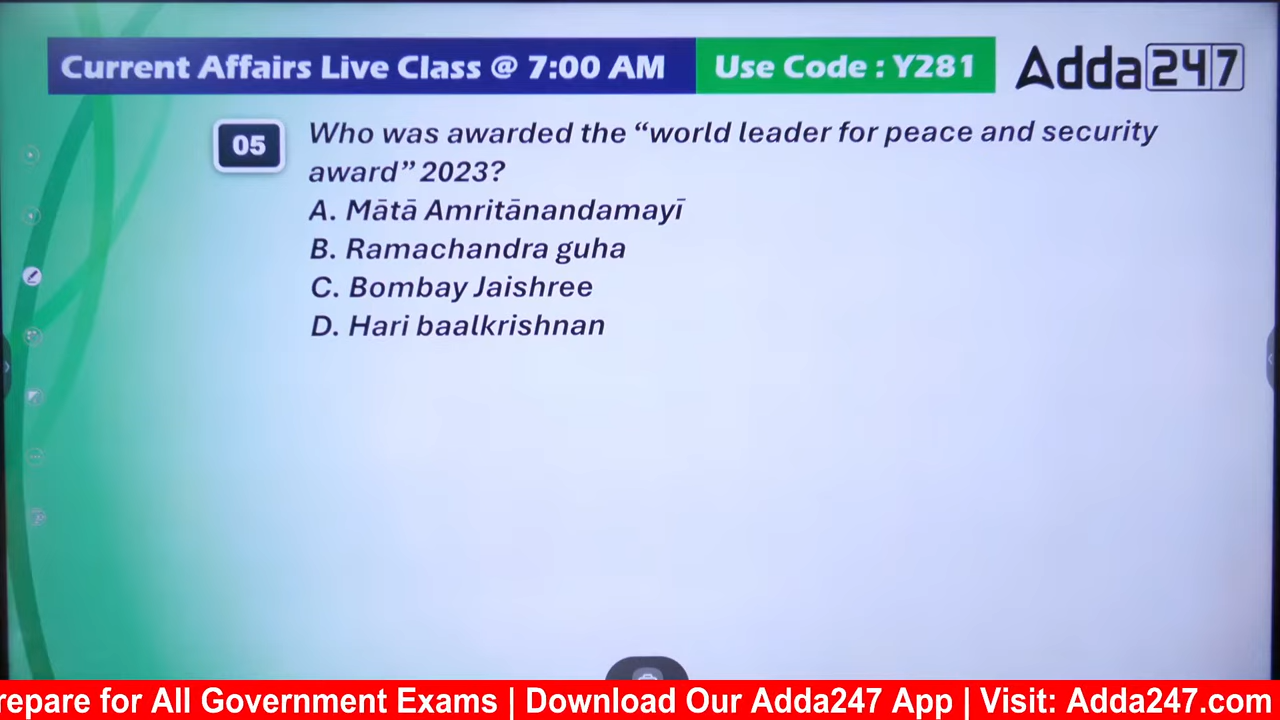 Current Affairs Live Class @ 7:00 AM
Use Code : Y281
Adda247
05
Who was awarded the “world leader for peace and security
award” 2023?
A. Mātā Amritānandamayī
B. Ramachandra guha
C. Bombay Jaishree
D. Hari baalkrishnan
repare for All Government Exams | Download Our Adda247 App | Visit: Adda247.com